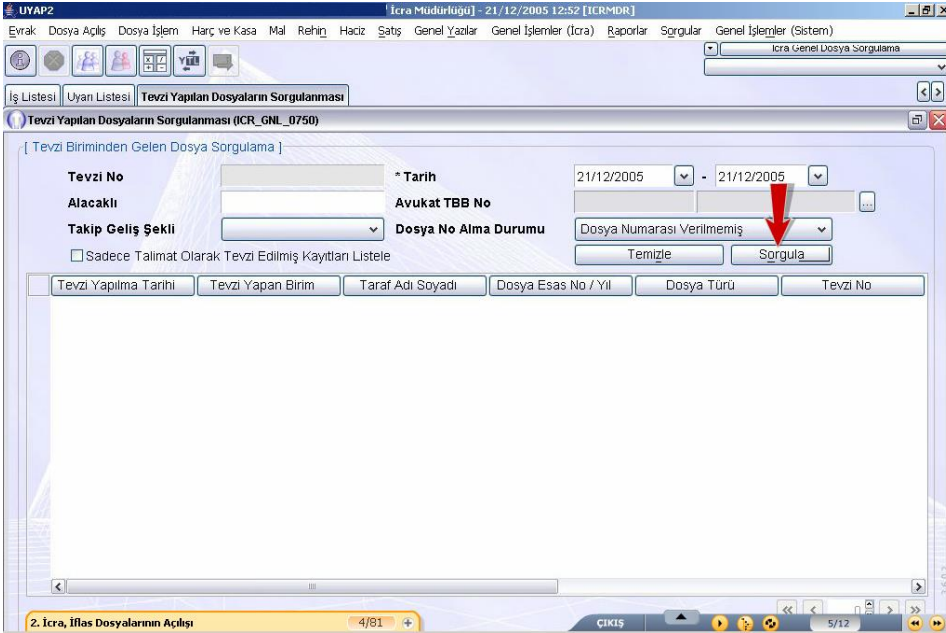 UYAP2
İcra Müdürlüğü] - 21/12/2005 12:52 [ICRMDR]
Evrak Dosya Açılış Dosya İşlem Harç ve Kasa Mal Rehin Haciz Satış Genel Yazılar Genel İşlemler (İcra) Raporlar Sorgular Genel İşlemler (Sistem)
İcra Genel Dosya Sorgulama
YTL
İş Listesi Uyarı Listesi Tevzi Yapılan Dosyaların Sorgulanması
Tevzi Yapılan Dosyaların Sorgulanması (ICR_GNL_0750)
[ Tevzi Biriminden Gelen Dosya Sorgulama ]
Tevzi No * Tarih 21/12/2005 - 21/12/2005
Alacaklı Avukat TBB No ...
Takip Geliş Şekli Dosya No Alma Durumu Dosya Numarası Verilmemiş
Sadece Talimat Olarak Tevzi Edilmiş Kayıtları Listele Temizle Sorgula
Tevzi Yapılma Tarihi Tevzi Yapan Birim Taraf Adı Soyadı Dosya Esas No / Yıl Dosya Türü Tevzi No
2. İcra, İflas Dosyalarının Açılışı 4/81 + ÇIKIŞ 5/12